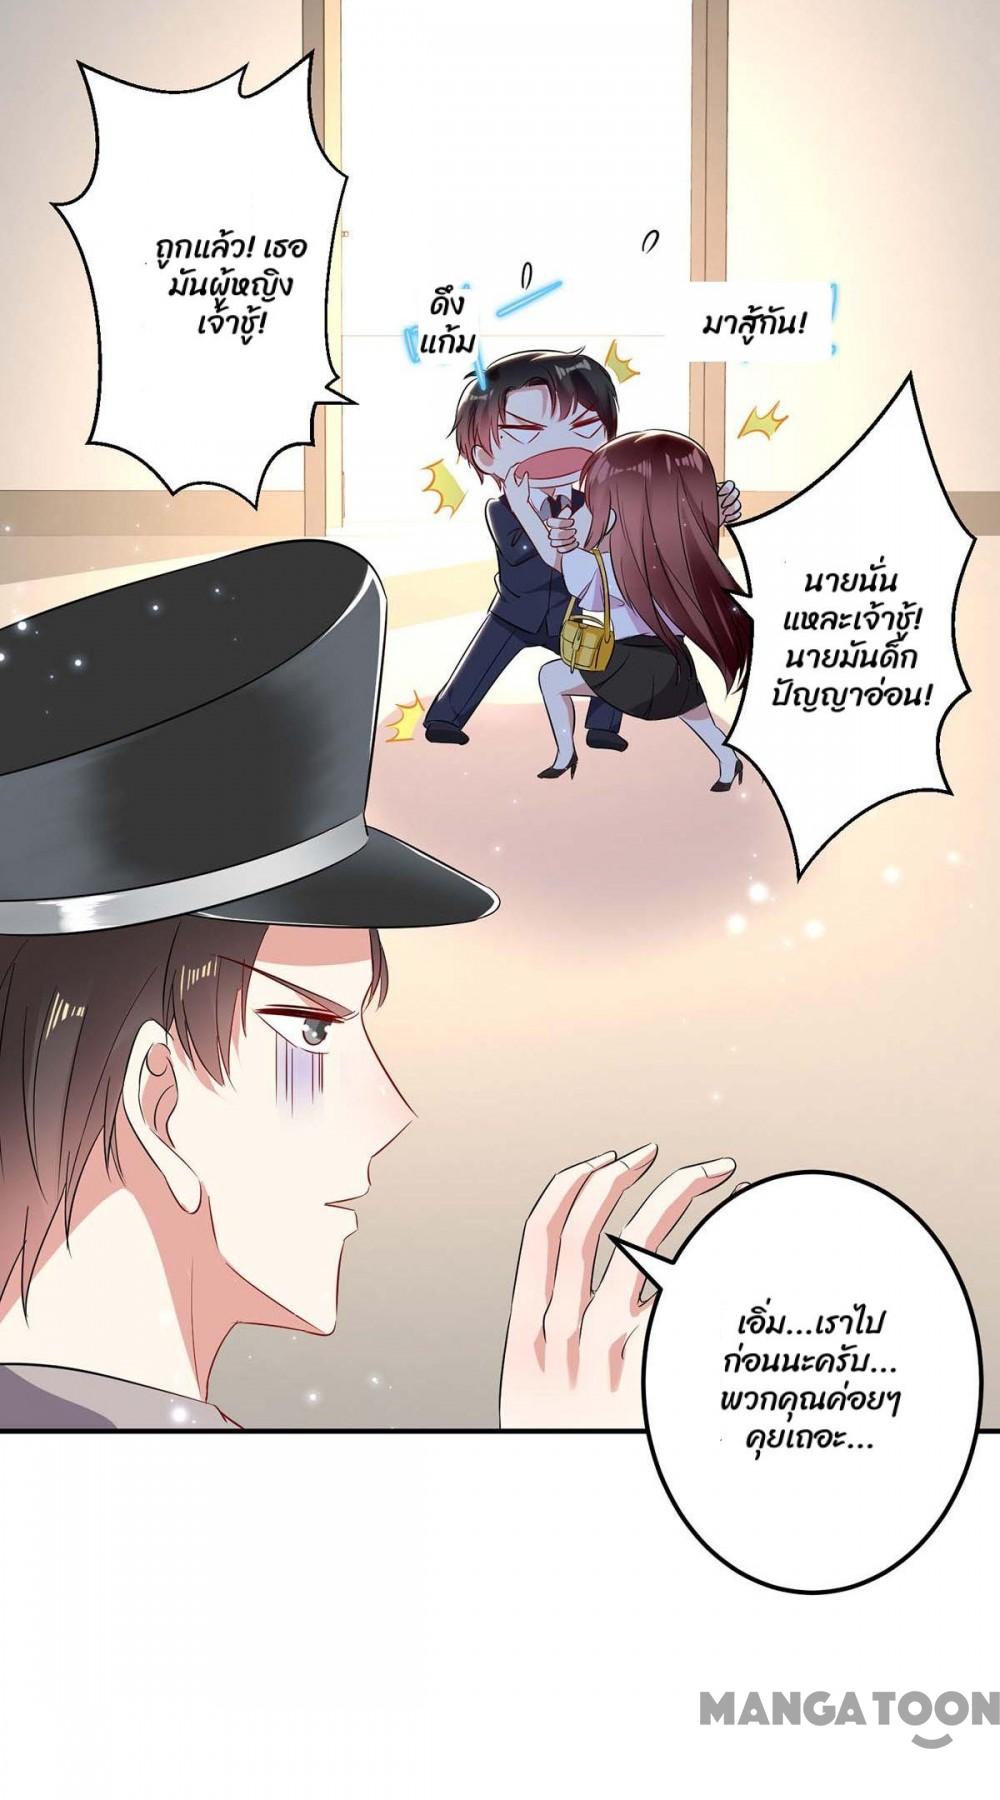 ถูกแล้ว! เธอ
มันผู้หญิง
เจ้าชู้!
ดึง
แก้ม
มาสู้กัน!
นายนั่น
แหละเจ้าชู้!
นายมันด็ก
ปัญญาอ่อน!
เอิ่ม...เราไป
ก่อนนะครับ...
พวกคุณค่อยๆ
คุยเถอะ...
MANGATOON